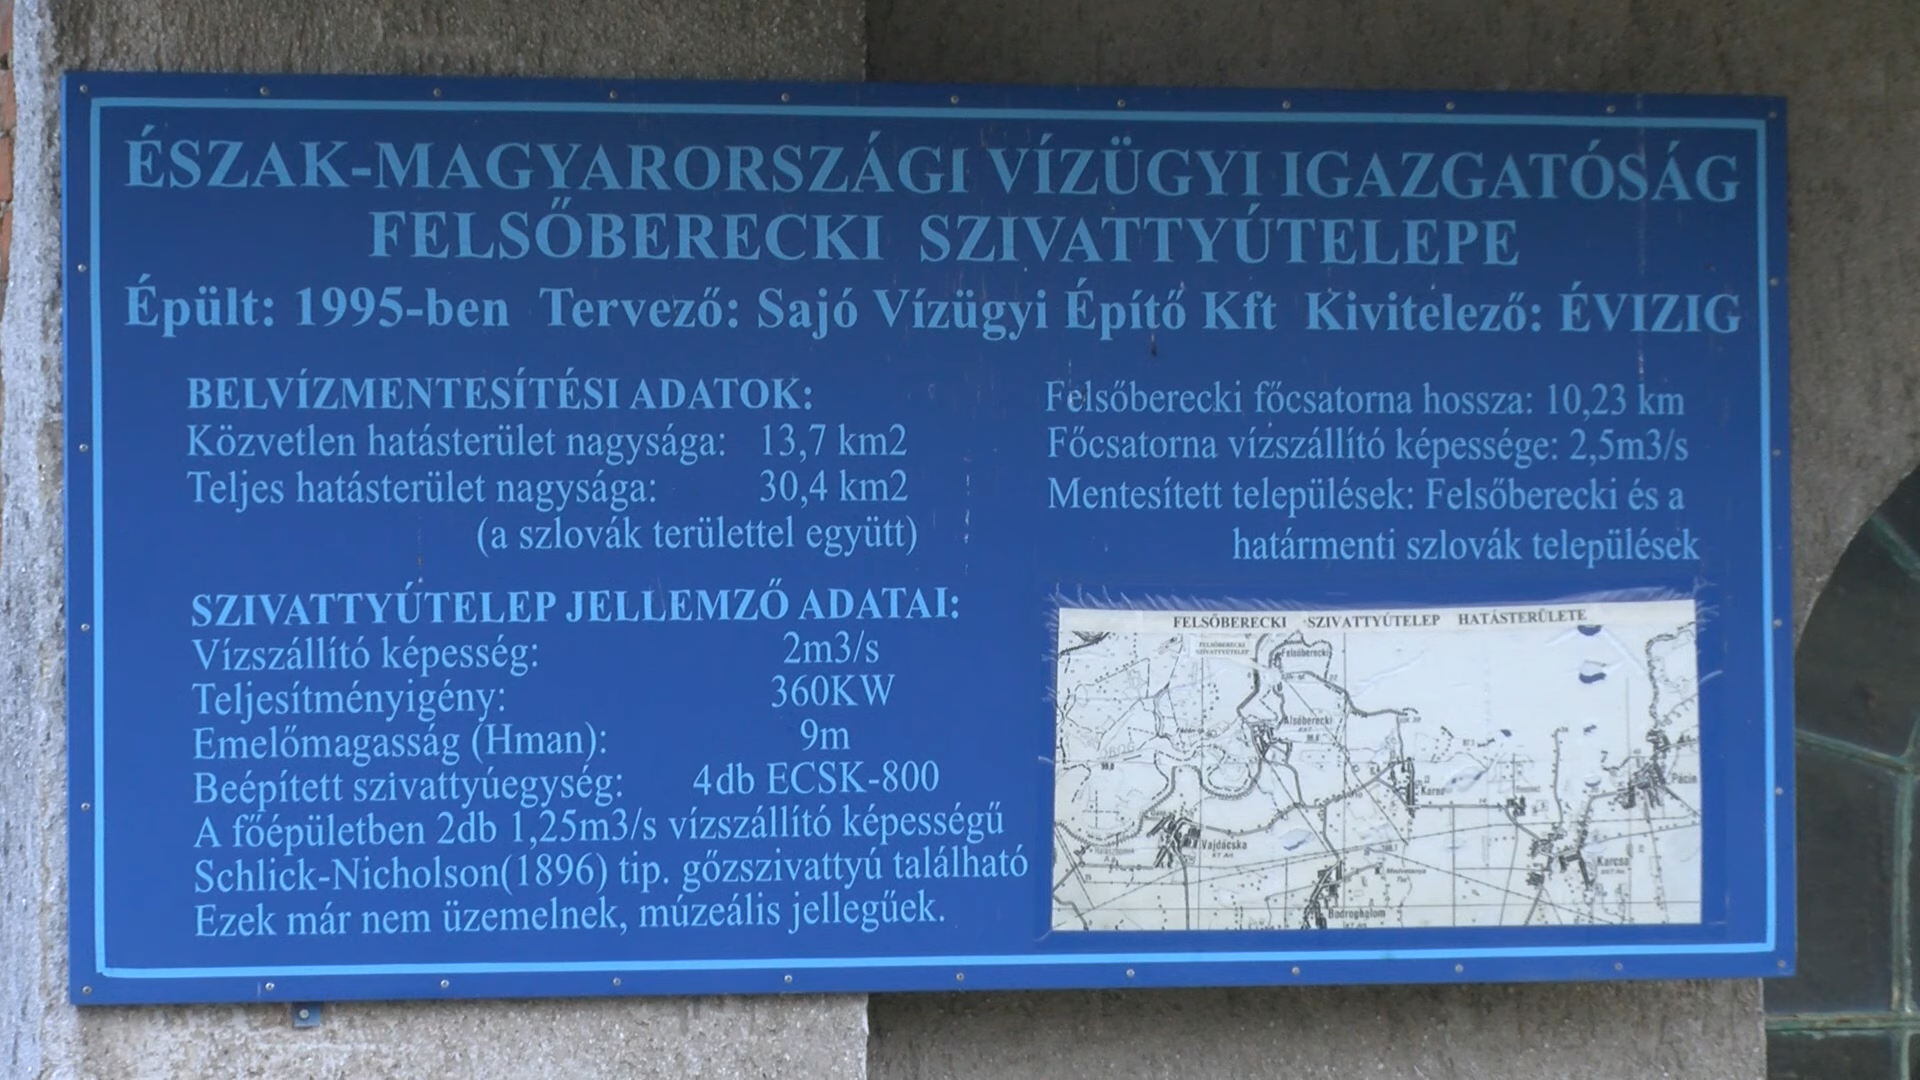 ÉSZAK-MAGYARORSZÁGI VÍZÜGYI IGAZGATÓSÁG
FELSŐBERECKI SZIVATTYÚTELEPE
Épült: 1995-ben Tervező: Sajó Vízügyi Építő Kft Kivitelező: ÉVIZIG
BELVÍZMENTESÍTÉSI ADATOK:
Közvetlen hatásterület nagysága: 13,7 km2
Teljes hatásterület nagysága: 30,4 km2
(a szlovák területtel együtt)
SZIVATTYÚTELEP JELLEMZŐ ADATAI:
Vízszállító képesség: 2m3/s
Teljesítményigény: 360KW
Emelőmagasság (Hman): 9m
Beépített szivattyúegység: 4db ECSK-800
A főépületben 2db 1,25m3/s vízszállító képességű
Schlick-Nicholson(1896) tip. gőzszivattyú található
Ezek már nem üzemelnek, múzeális jellegűek.
Felsőberecki főcsatorna hossza: 10,23 km
Főcsatorna vízszállító képessége: 2,5m3/s
Mentesített települések: Felsőberecki és a
határmenti szlovák települések
FELSŐBERECKI SZIVATTYÚTELEP HATÁSTERÜLETE
FELSŐBERECKI
SZIVATTYÚTELEP
Felsőberecki
Alsóberecki
Karos
Pácin
Vajdácska
Karcsa
Bodroghalom